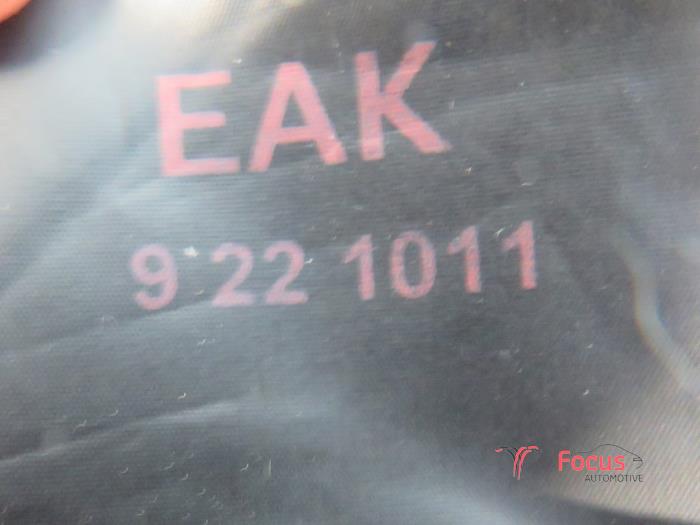 EAK
9 22 1011
Focus
AUTOMOTIVE